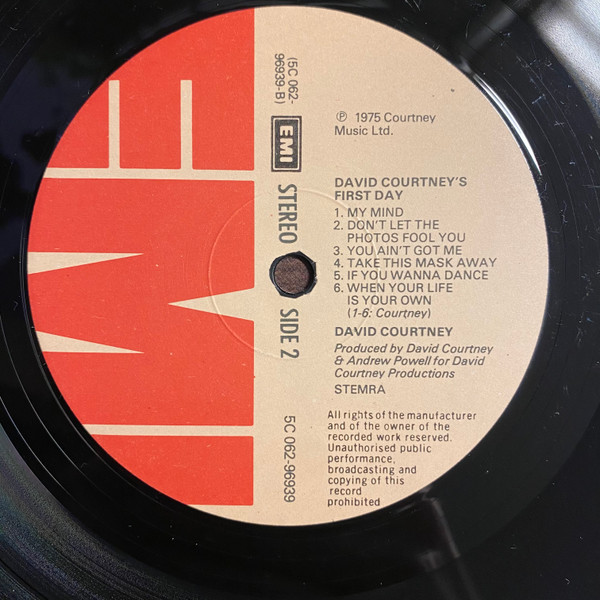 EMI
(5C 062-
96939-B)
EMI
STEREO
SIDE 2
5C 062-96939
℗ 1975 Courtney
Music Ltd.
DAVID COURTNEY'S
FIRST DAY
1. MY MIND
2. DON'T LET THE
PHOTOS FOOL YOU
3. YOU AIN'T GOT ME
4. TAKE THIS MASK AWAY
5. IF YOU WANNA DANCE
6. WHEN YOUR LIFE
IS YOUR OWN
(1-6: Courtney)
DAVID COURTNEY
Produced by David Courtney
& Andrew Powell for David
Courtney Productions
STEMRA
All rights of the manufacturer
and of the owner of the
recorded work reserved.
Unauthorised public
performance,
broadcasting and
copying of this
record
prohibited